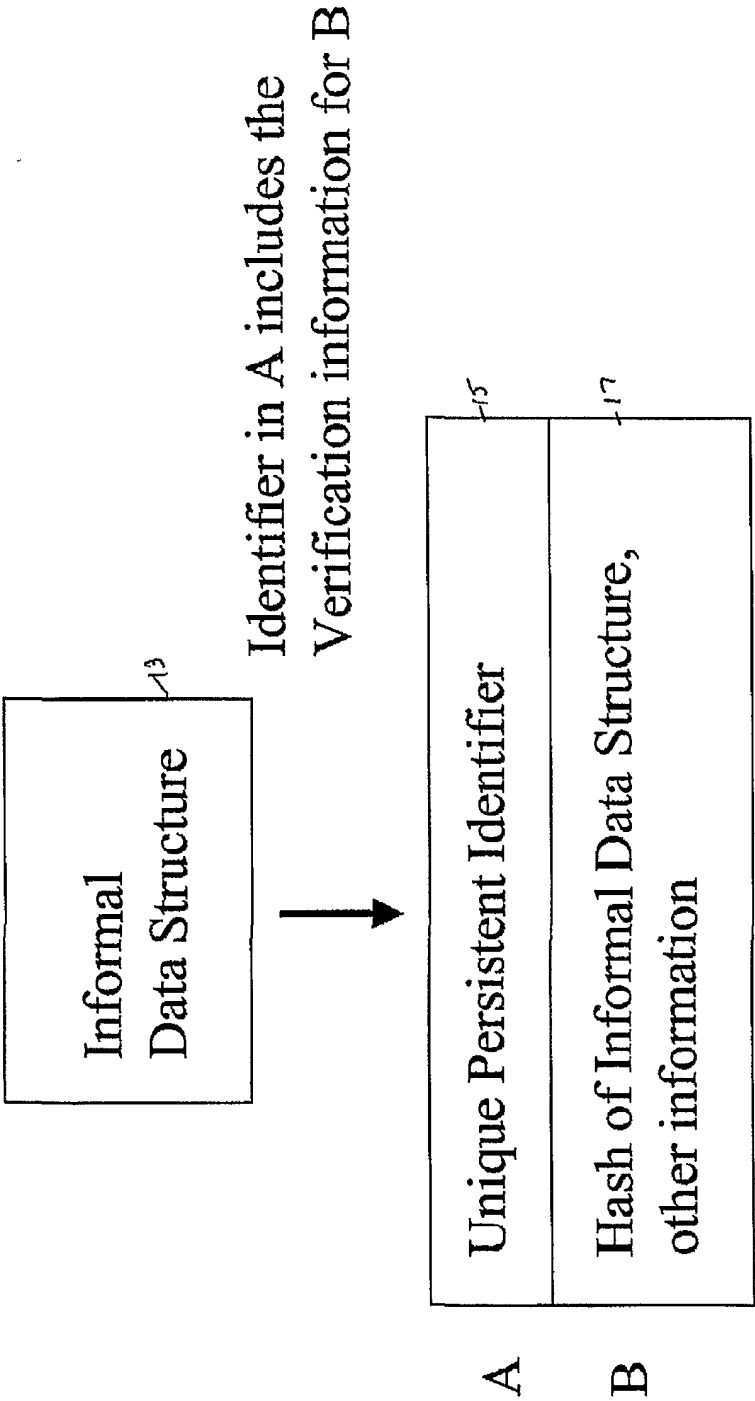 Informal
Data Structure
13
Identifier in A includes the
Verification information for B
A
Unique Persistent Identifier
15
B
Hash of Informal Data Structure,
other information
17